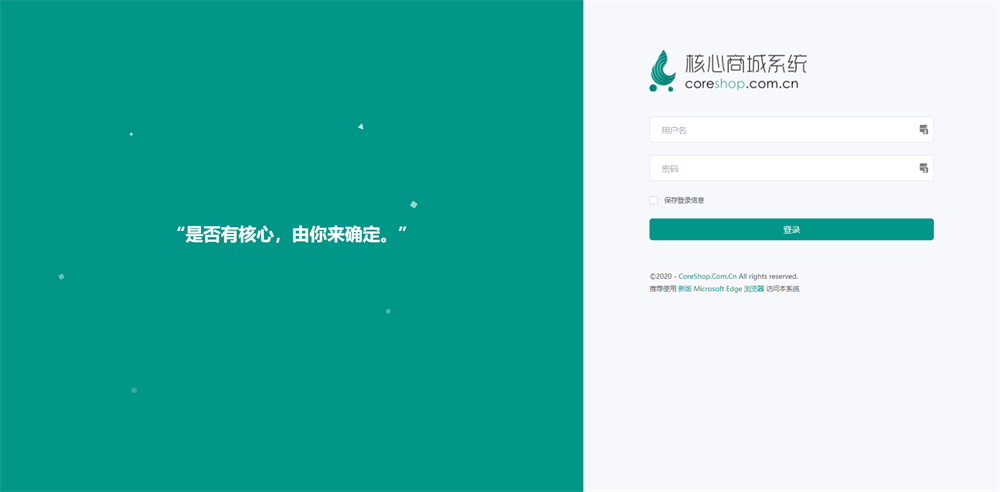 “是否有核心，由你来确定。”
核心商城系统
coreshop.com.cn
用户名
密码
保存登录信息
登录
©2020 - CoreShop.Com.Cn All rights reserved.
推荐使用 新版 Microsoft Edge 浏览器 访问本系统